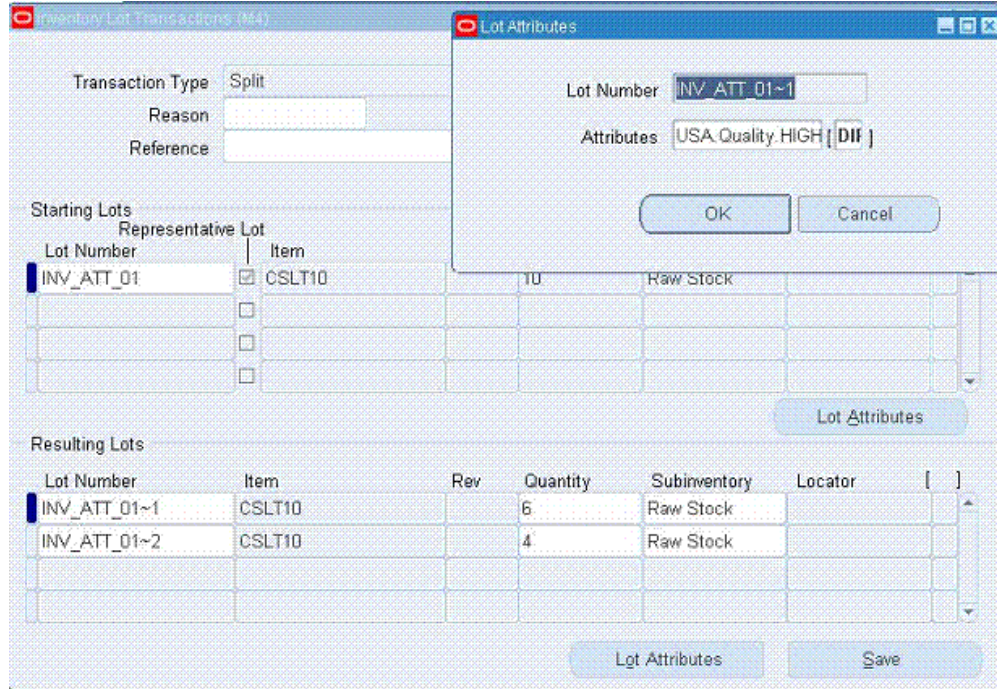 Inventory Lot Transactions (M4)
Lot Attributes
Lot Number INV_ATT_01~1
Attributes USA.Quality.HIGH [ DIF ]
OK Cancel
Transaction Type Split
Reason
Reference
Starting Lots
Representative Lot
Lot Number Item
INV_ATT_01 CSLT10 10 Raw Stock
Lot Attributes
Resulting Lots
Lot Number Item Rev Quantity Subinventory Locator [ ]
INV_ATT_01~1 CSLT10 6 Raw Stock
INV_ATT_01~2 CSLT10 4 Raw Stock
Lot Attributes Save